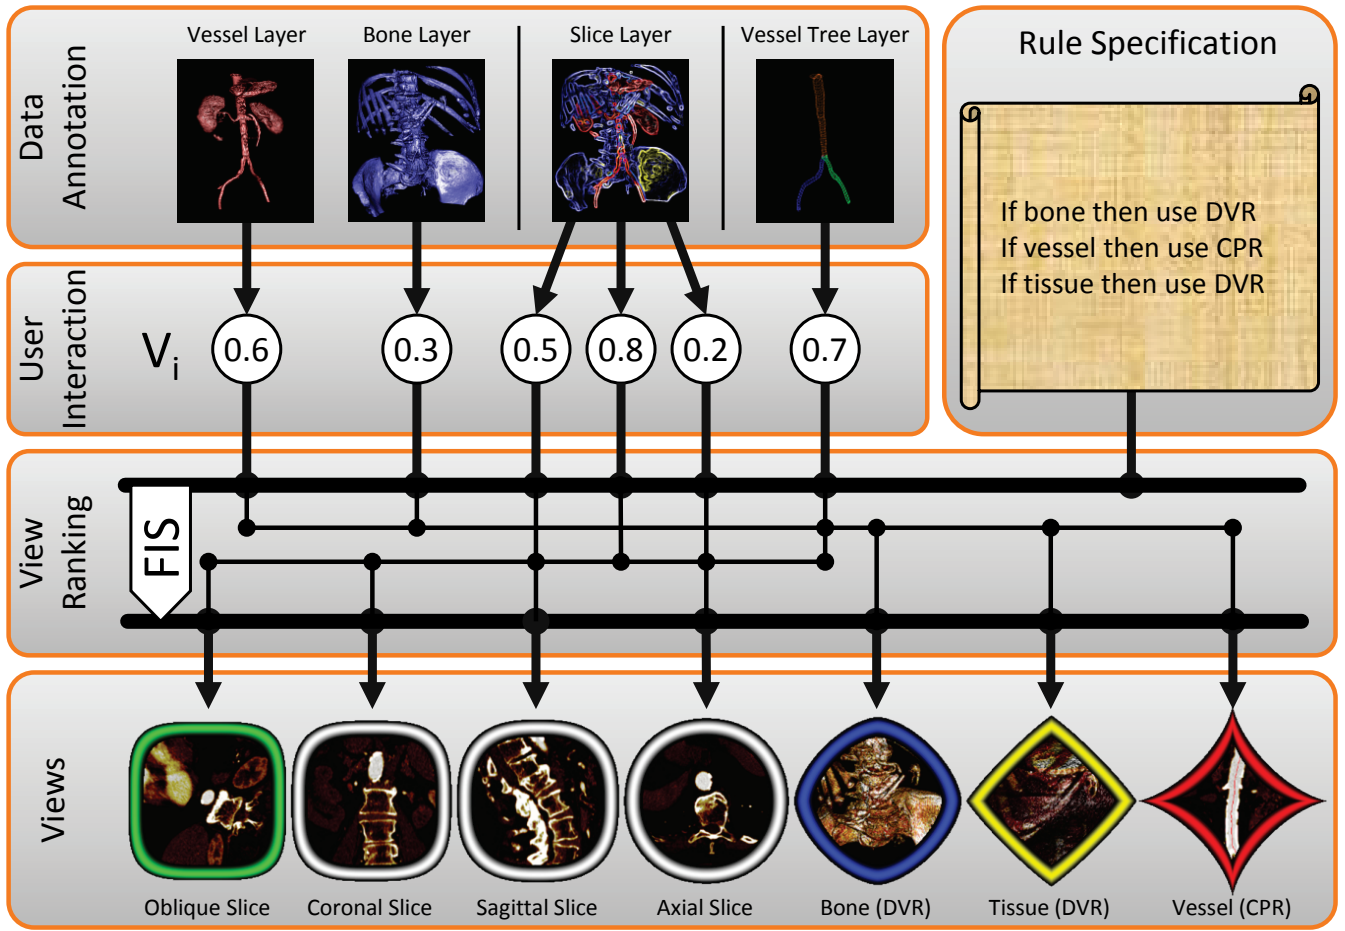 Data
Annotation
Vessel Layer
Bone Layer
Slice Layer
Vessel Tree Layer
Rule Specification
If bone then use DVR
If vessel then use CPR
If tissue then use DVR
User
Interaction
Vi
0.6
0.3
0.5
0.8
0.2
0.7
View
Ranking
FIS
Views
Oblique Slice
Coronal Slice
Sagittal Slice
Axial Slice
Bone (DVR)
Tissue (DVR)
Vessel (CPR)